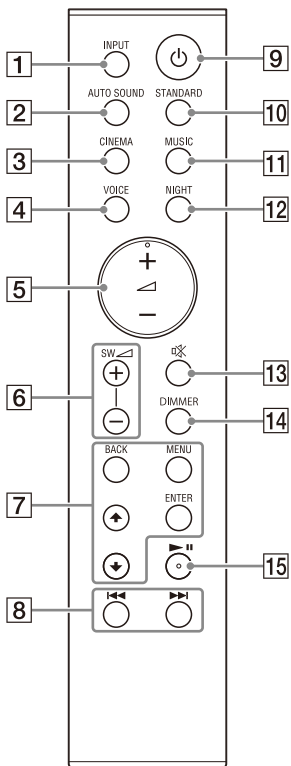 INPUT
1
9
AUTO SOUND STANDARD
2
10
CINEMA MUSIC
3
11
VOICE NIGHT
4
12
+
5
−
SW
+
13
6
−
DIMMER
14
BACK MENU
7
ENTER
15
8